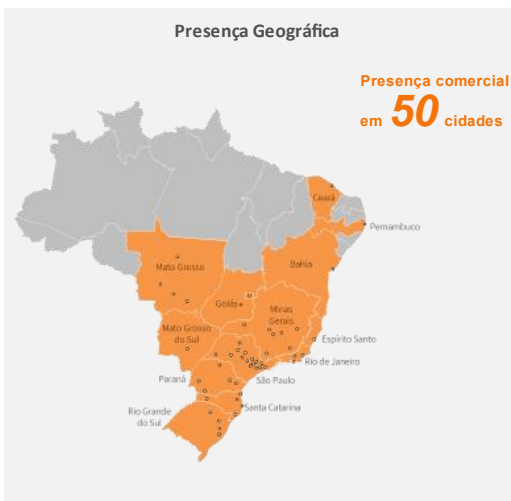 Presença Geográfica
Presença comercial
em 50 cidades
Ceará
Pernambuco
Mato Grosso
Bahia
Goiás
Minas
Gerais
Mato Grosso
do Sul
Espírito Santo
Rio de Janeiro
Paraná
São Paulo
Rio Grande
do Sul
Santa Catarina